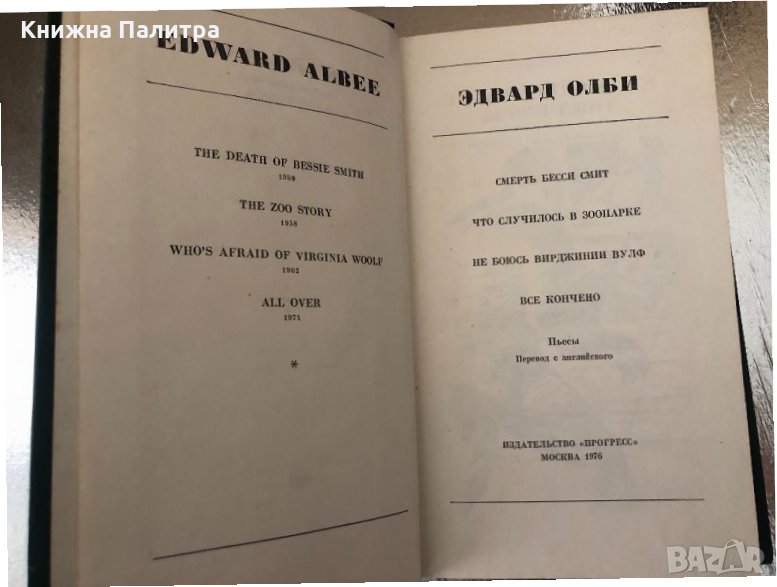 Книжна Палитра
EDWARD ALBEE
THE DEATH OF BESSIE SMITH
1959
THE ZOO STORY
1958
WHO'S AFRAID OF VIRGINIA WOOLF
1962
ALL OVER
1971
*
ЭДВАРД ОЛБИ
СМЕРТЬ БЕССИ СМИТ
ЧТО СЛУЧИЛОСЬ В ЗООПАРКЕ
НЕ БОЮСЬ ВИРДЖИНИИ ВУЛФ
ВСЕ КОНЧЕНО
Пьесы
Перевод с английского
ИЗДАТЕЛЬСТВО «ПРОГРЕСС»
МОСКВА 1976
BAZAR